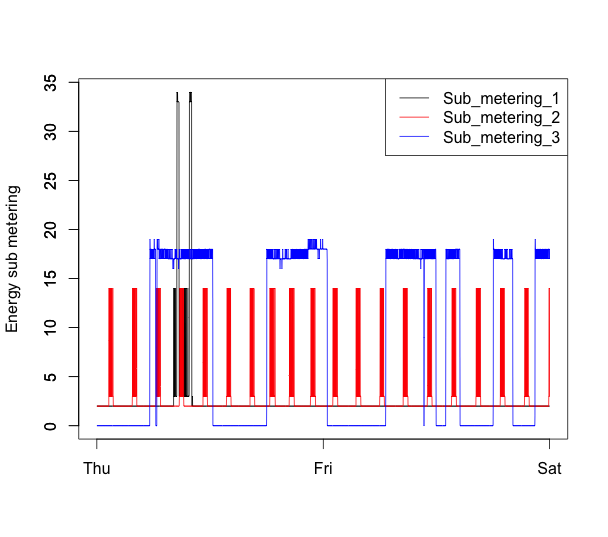 Energy sub metering
35
30
25
20
15
10
5
0
Sub_metering_1
Sub_metering_2
Sub_metering_3
Thu Fri Sat